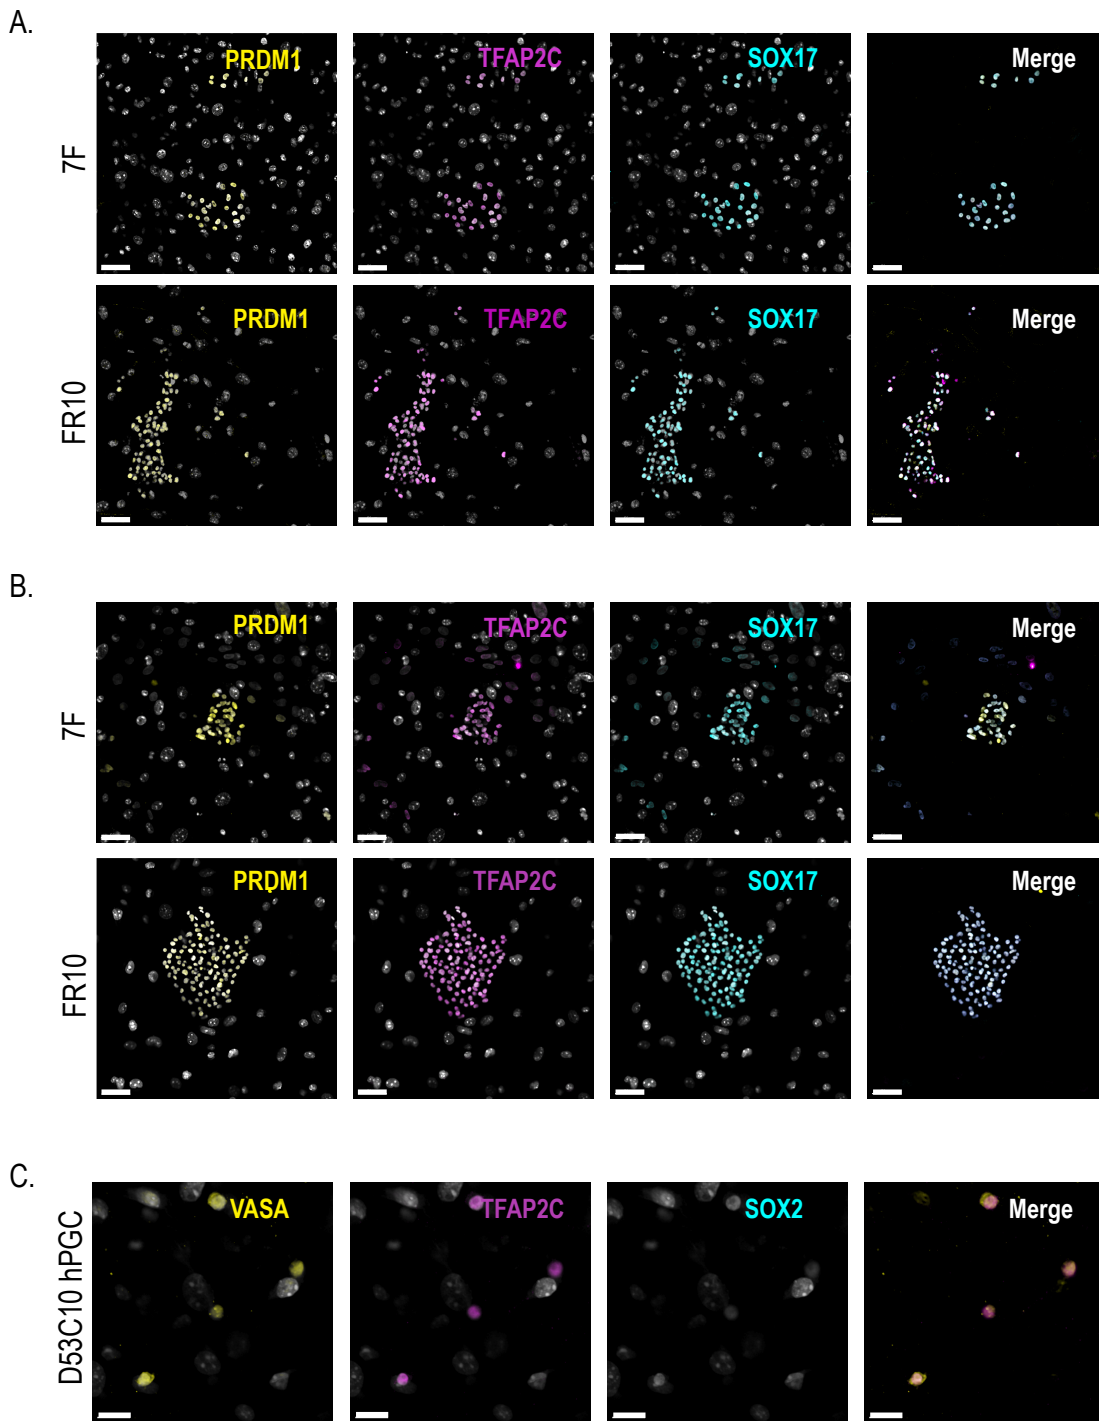 A.
7F
PRDM1
TFAP2C
SOX17
Merge
FR10
PRDM1
TFAP2C
SOX17
Merge
B.
7F
PRDM1
TFAP2C
SOX17
Merge
FR10
PRDM1
TFAP2C
SOX17
Merge
C.
D53C10 hPGC
VASA
TFAP2C
SOX2
Merge